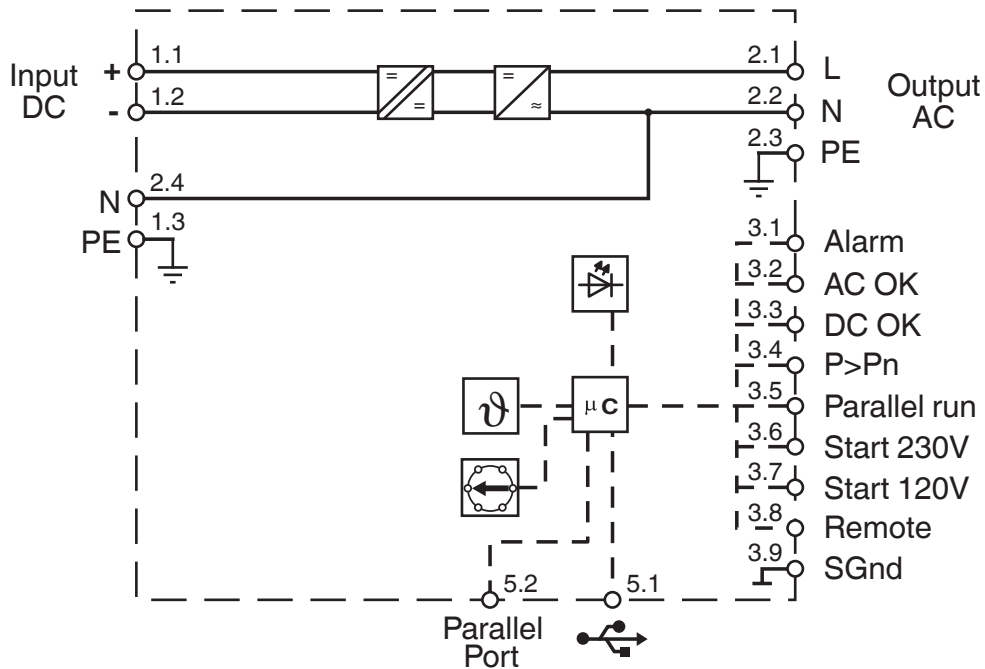 Input
DC
+ 1.1
- 1.2
= =
= ≈
2.1 L
2.2 N
2.3 PE
Output
AC
N 2.4
PE 1.3
3.1 Alarm
3.2 AC OK
3.3 DC OK
3.4 P>Pn
3.5 Parallel run
3.6 Start 230V
3.7 Start 120V
3.8 Remote
3.9 SGnd
ϑ
µC
5.2
5.1
Parallel
Port